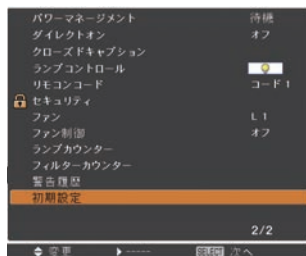 パワーマネージメント 待機
ダイレクトオン オフ
クローズドキャプション
ランプコントロール
リモコンコード コード 1
セキュリティ
ファン L 1
ファン制御 オフ
ランプカウンター
フィルターカウンター
警告履歴
初期設定
2/2
変更 ----- SELECT 次へ